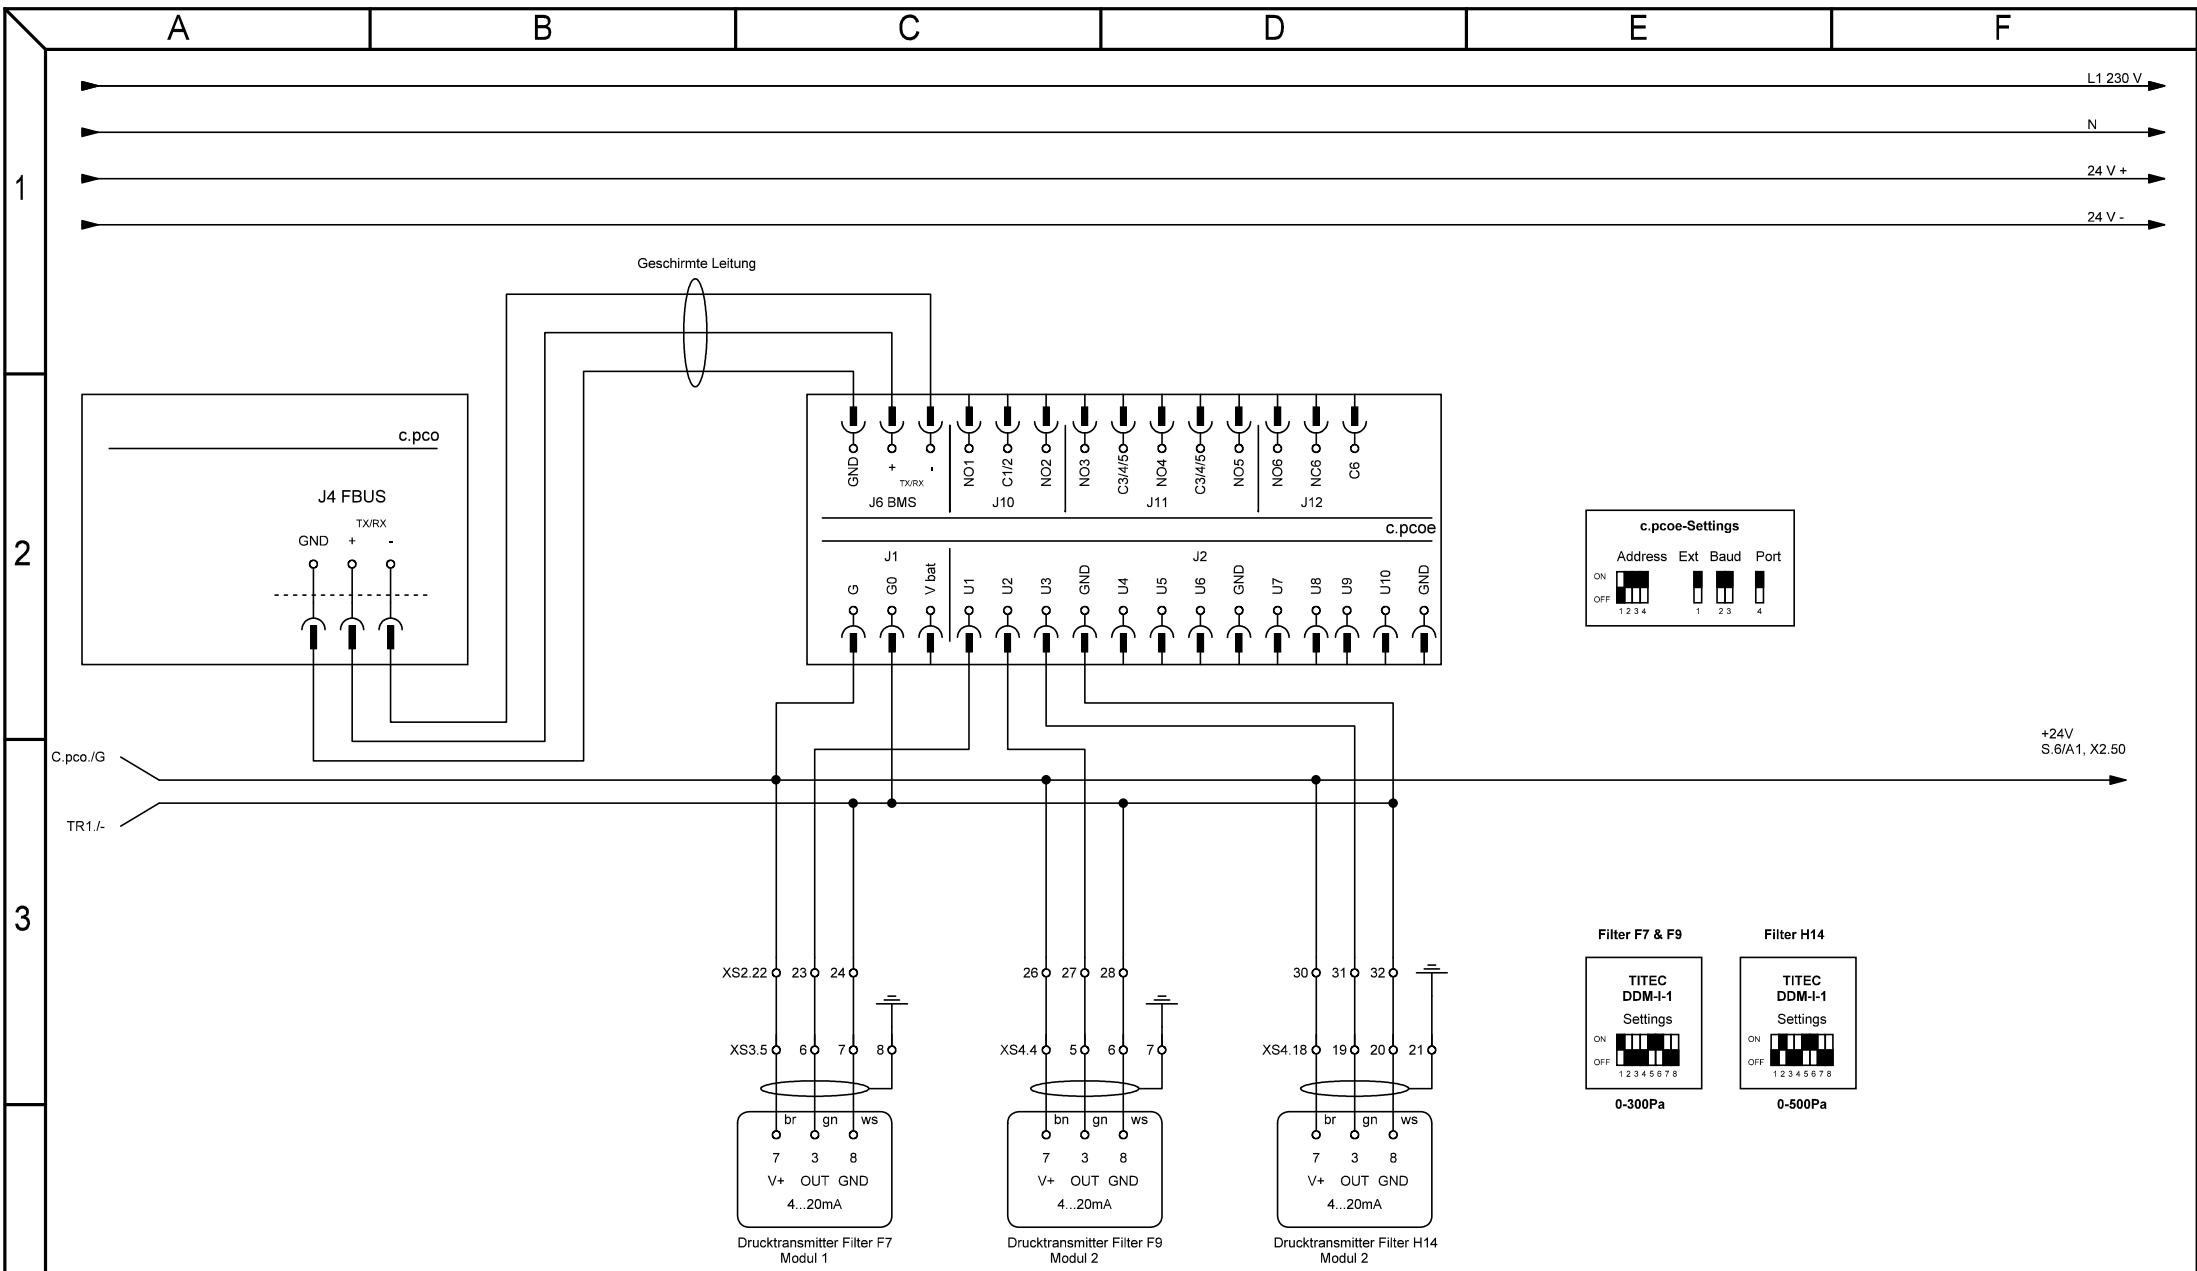 A B C D E F
L1 230 V
N
1
24 V +
24 V -
Geschirmte Leitung
2
c.pco
J4 FBUS
TX/RX
GND + -
GND + - NO1 C1/2 NO2 NO3 C3/4/5 NO4 C3/4/5 NO5 NO6 NC6 C6
TX/RX
J6 BMS J10 J11 J12
c.pcoe
J1 J2
G G0 V bat U1 U2 U3 GND U4 U5 U6 GND U7 U8 U9 U10 GND
c.pcoe-Settings
Address Ext Baud Port
ON
OFF
1 2 3 4 1 2 3 4
C.pco./G
+24V
S.6/A1, X2.50
TR1./-
3
XS2.22 23 24 26 27 28 30 31 32
XS3.5 6 7 8 XS4.4 5 6 7 XS4.18 19 20 21
br gn ws
7 3 8
V+ OUT GND
4...20mA
Drucktransmitter Filter F7
Modul 1
bn gn ws
7 3 8
V+ OUT GND
4...20mA
Drucktransmitter Filter F9
Modul 2
br gn ws
7 3 8
V+ OUT GND
4...20mA
Drucktransmitter Filter H14
Modul 2
Filter F7 & F9
TITEC
DDM-I-1
Settings
ON
OFF
1 2 3 4 5 6 7 8
0-300Pa
Filter H14
TITEC
DDM-I-1
Settings
ON
OFF
1 2 3 4 5 6 7 8
0-500Pa